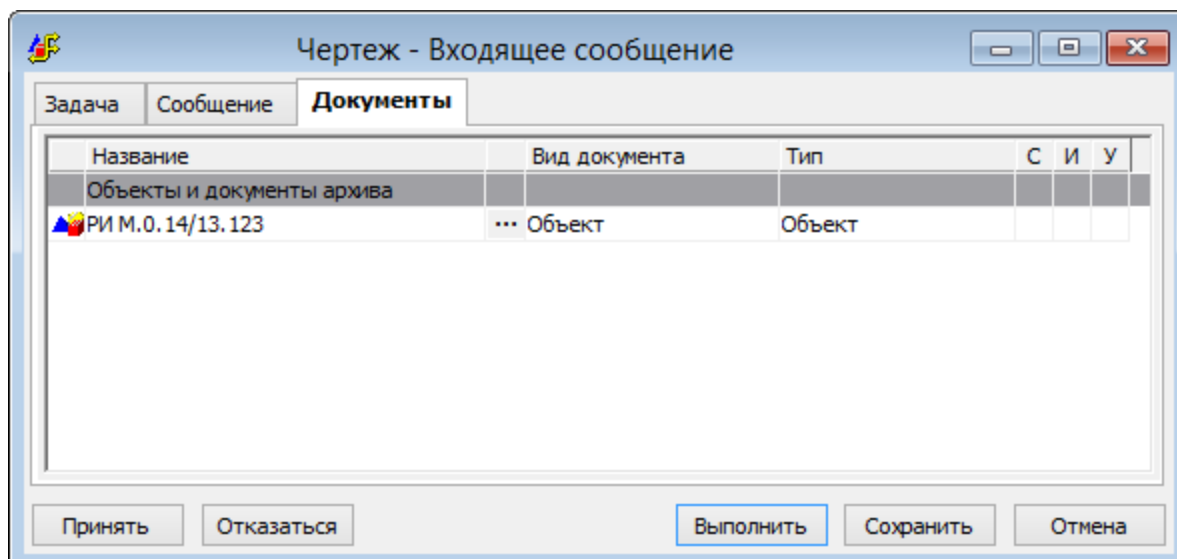 Чертеж - Входящее сообщение
Задача Сообщение Документы
Название Вид документа Тип С И У
Объекты и документы архива
РИ М.0.14/13.123 ... Объект Объект
Принять Отказаться Выполнить Сохранить Отмена